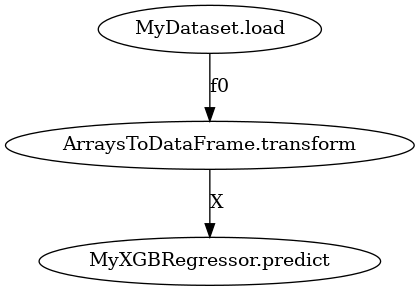 MyDataset.load
f0
ArraysToDataFrame.transform
X
MyXGBRegressor.predict